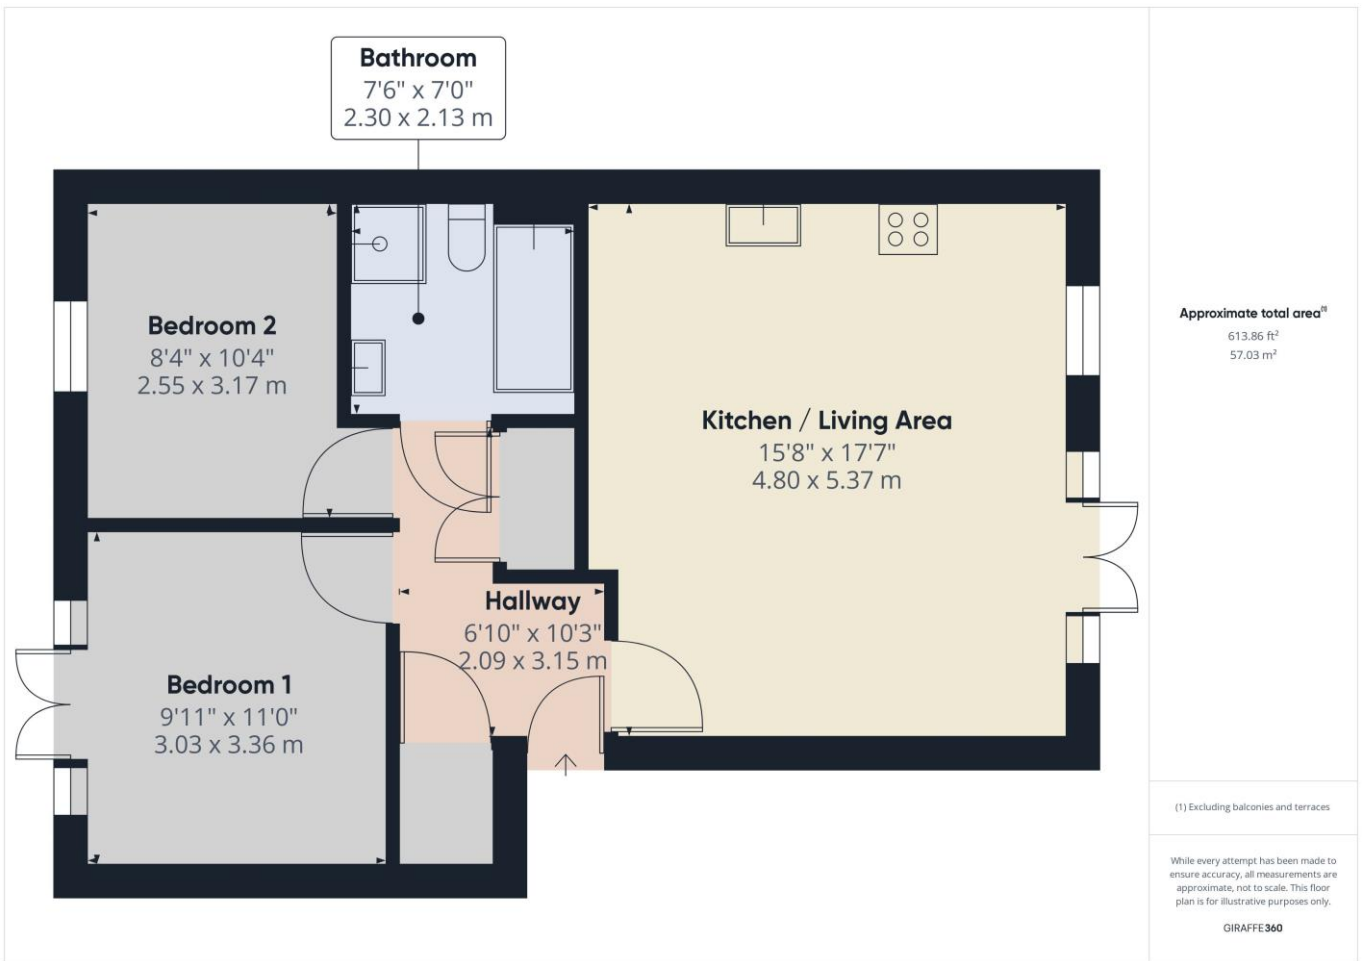 Bathroom
7'6" x 7'0"
2.30 x 2.13 m
Bedroom 2
8'4" x 10'4"
2.55 x 3.17 m
Kitchen / Living Area
15'8" x 17'7"
4.80 x 5.37 m
Hallway
6'10" x 10'3"
2.09 x 3.15 m
Bedroom 1
9'11" x 11'0"
3.03 x 3.36 m
Approximate total area(1)
613.86 ft²
57.03 m²
(1) Excluding balconies and terraces
While every attempt has been made to
ensure accuracy, all measurements are
approximate, not to scale. This floor
plan is for illustrative purposes only.
GIRAFFE360